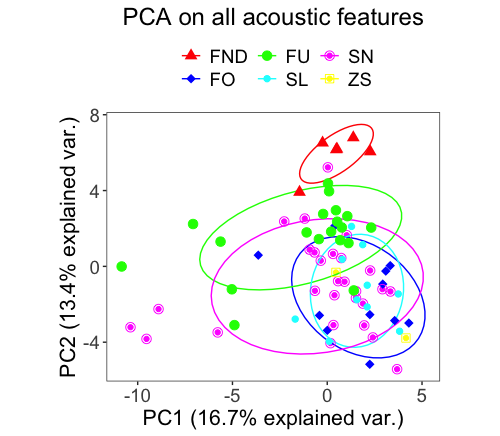 PCA on all acoustic features
FND FU SN
FO SL ZS
8
4
0
-4
PC2 (13.4% explained var.)
-10 -5 0 5
PC1 (16.7% explained var.)